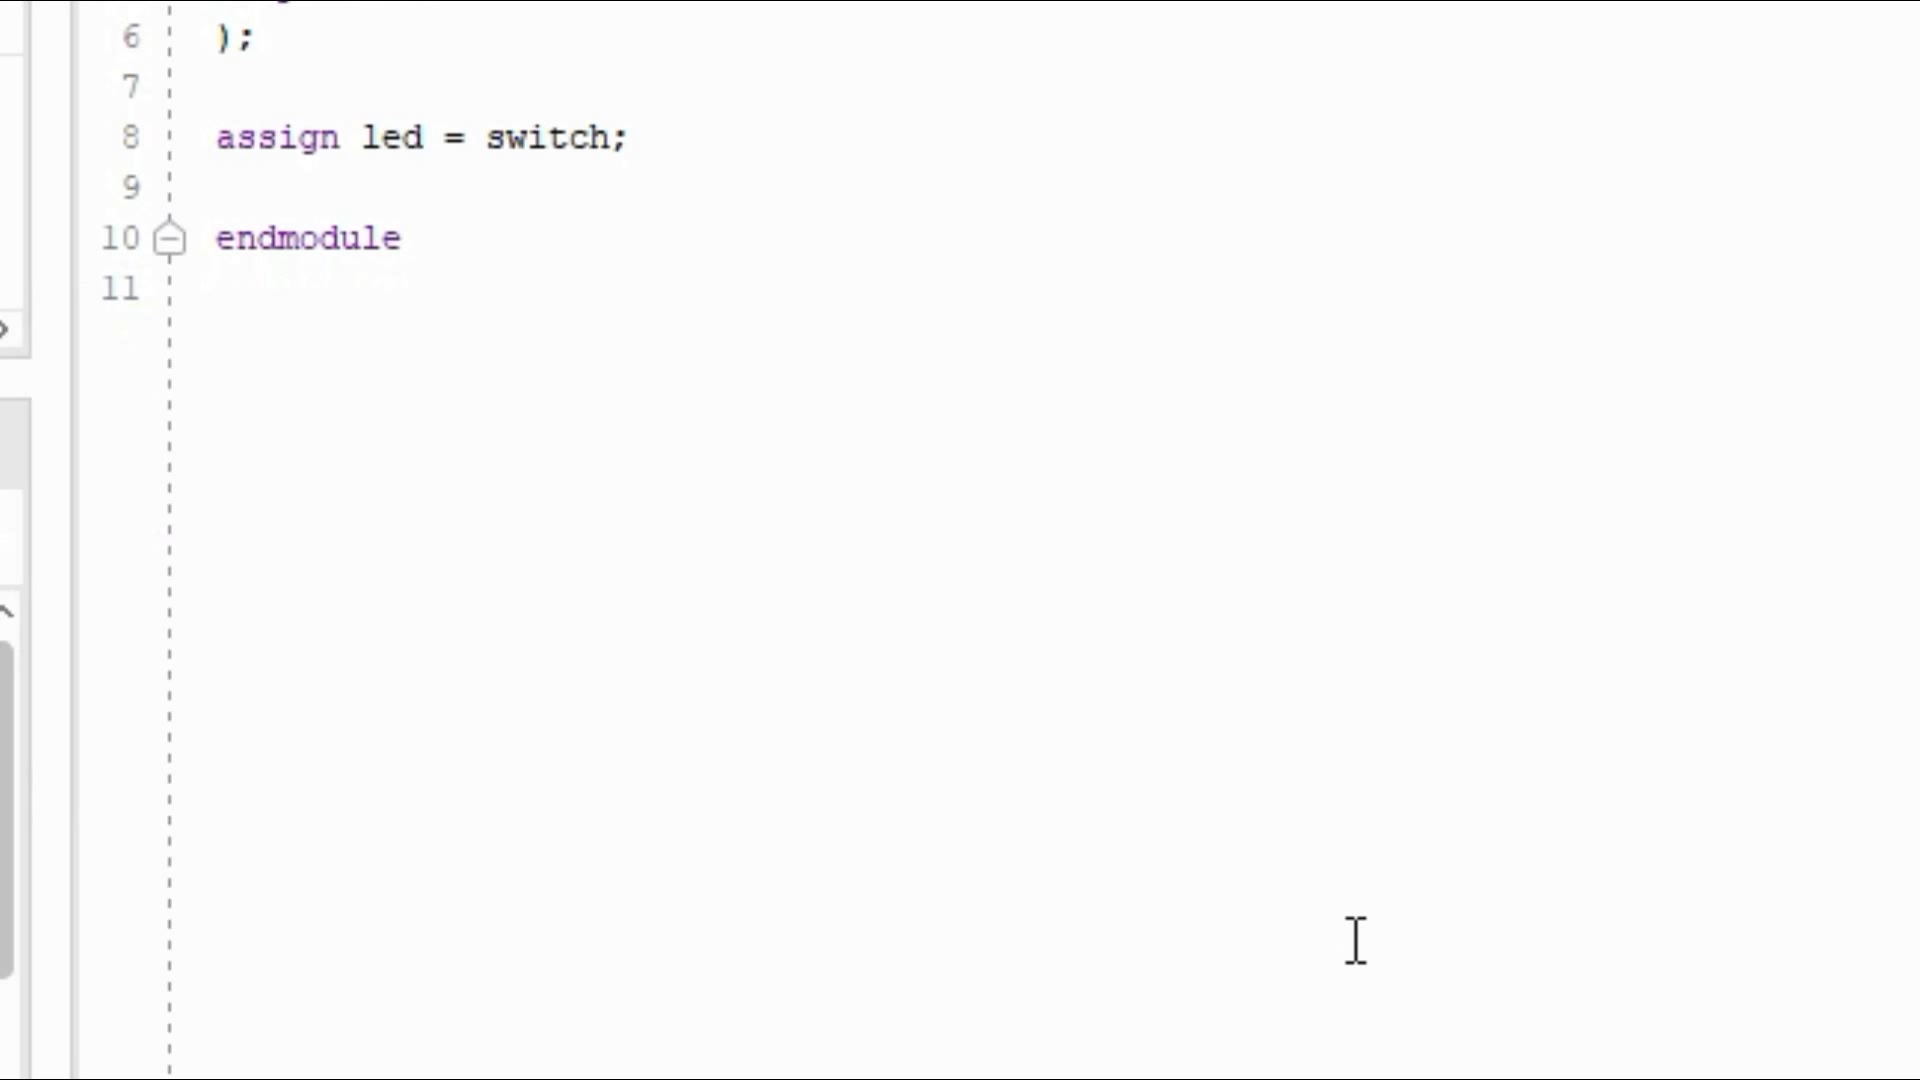 6 );
7
8 assign led = switch;
9
10 endmodule
11